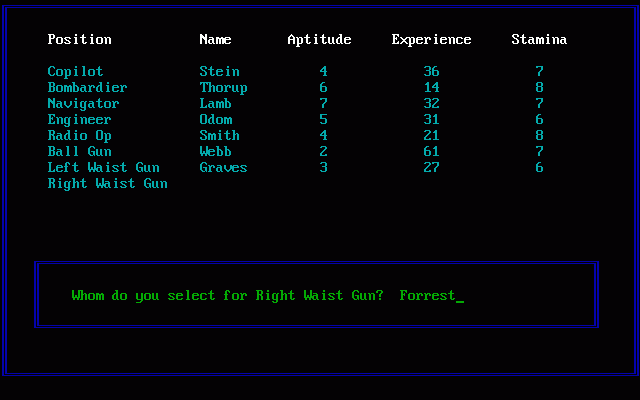 Position Name Aptitude Experience Stamina
Copilot Stein 4 36 7
Bombardier Thorup 6 14 8
Navigator Lamb 7 32 7
Engineer Odom 5 31 6
Radio Op Smith 4 21 8
Ball Gun Webb 2 61 7
Left Waist Gun Graves 3 27 6
Right Waist Gun
Whom do you select for Right Waist Gun? Forrest_